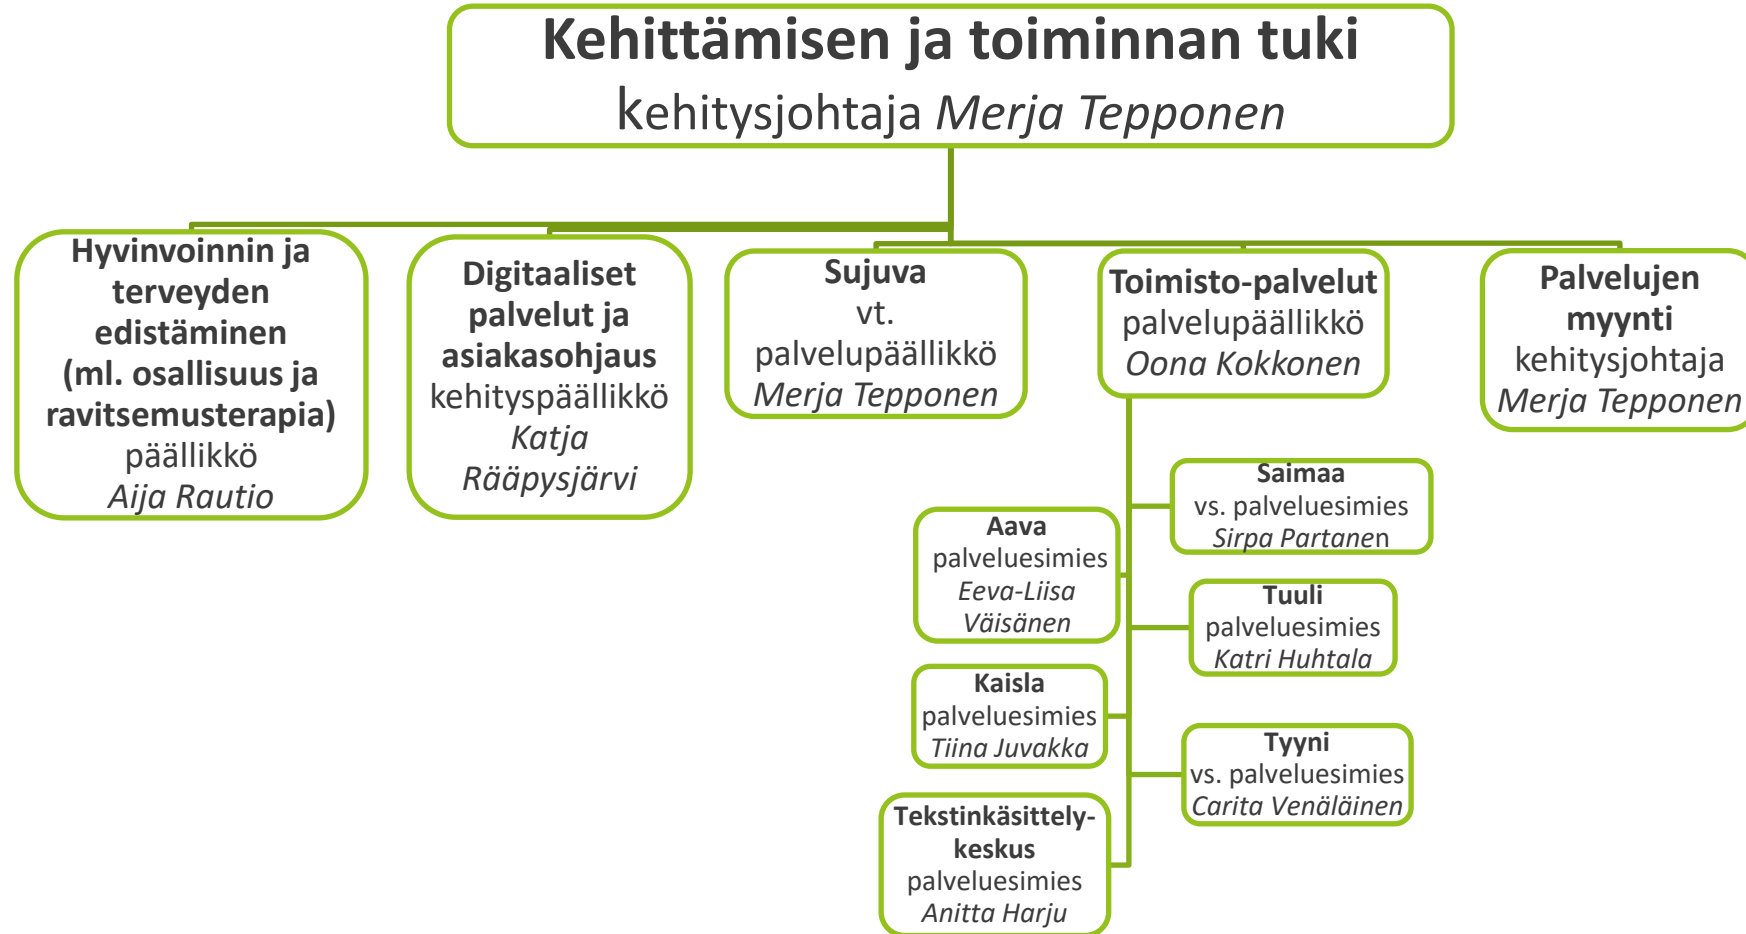 Kehittämisen ja toiminnan tuki
kehitysjohtaja Merja Tepponen
Hyvinvoinnin ja
terveyden
edistäminen
(ml. osallisuus ja
ravitsemusterapia)
päällikkö
Aija Rautio
Digitaaliset
palvelut ja
asiakasohjaus
kehityspäällikkö
Katja
Rääpysjärvi
Sujuva
vt.
palvelupäällikkö
Merja Tepponen
Toimisto-palvelut
palvelupäällikkö
Oona Kokkonen
Palvelujen
myynti
kehitysjohtaja
Merja Tepponen
Saimaa
vs. palveluesimies
Sirpa Partanen
Aava
palveluesimies
Eeva-Liisa
Väisänen
Tuuli
palveluesimies
Katri Huhtala
Kaisla
palveluesimies
Tiina Juvakka
Tyyni
vs. palveluesimies
Carita Venäläinen
Tekstinkäsittely-
keskus
palveluesimies
Anitta Harju